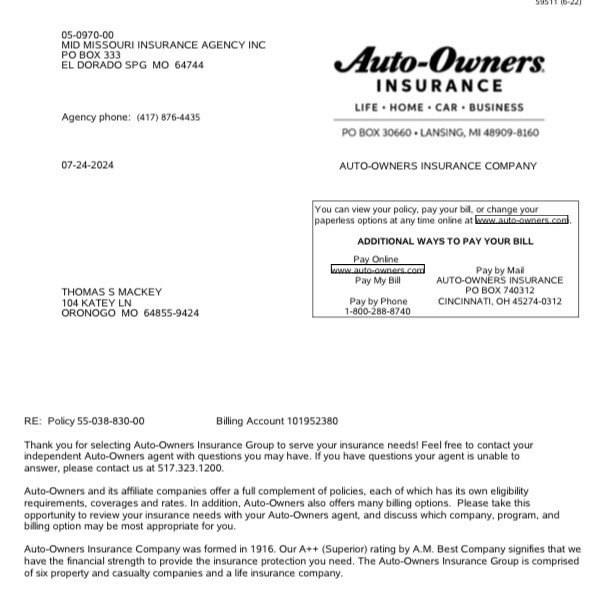 59511 (6-22)
05-0970-00
MID MISSOURI INSURANCE AGENCY INC
PO BOX 333
EL DORADO SPG MO 64744
Auto-Owners
INSURANCE
LIFE • HOME • CAR • BUSINESS
Agency phone: (417) 876-4435
PO BOX 30660 • LANSING, MI 48909-8160
07-24-2024
AUTO-OWNERS INSURANCE COMPANY
You can view your policy, pay your bill, or change your
paperless options at any time online at www.auto-owners.com.
ADDITIONAL WAYS TO PAY YOUR BILL
Pay Online
www.auto-owners.com
Pay My Bill
Pay by Phone
1-800-288-8740
Pay by Mail
AUTO-OWNERS INSURANCE
PO BOX 740312
CINCINNATI, OH 45274-0312
THOMAS S MACKEY
104 KATEY LN
ORONOGO MO 64855-9424
RE: Policy 55-038-830-00 Billing Account 101952380
Thank you for selecting Auto-Owners Insurance Group to serve your insurance needs! Feel free to contact your
independent Auto-Owners agent with questions you may have. If you have questions your agent is unable to
answer, please contact us at 517.323.1200.
Auto-Owners and its affiliate companies offer a full complement of policies, each of which has its own eligibility
requirements, coverages and rates. In addition, Auto-Owners also offers many billing options. Please take this
opportunity to review your insurance needs with your Auto-Owners agent, and discuss which company, program, and
billing option may be most appropriate for you.
Auto-Owners Insurance Company was formed in 1916. Our A++ (Superior) rating by A.M. Best Company signifies that we
have the financial strength to provide the insurance protection you need. The Auto-Owners Insurance Group is comprised
of six property and casualty companies and a life insurance company.